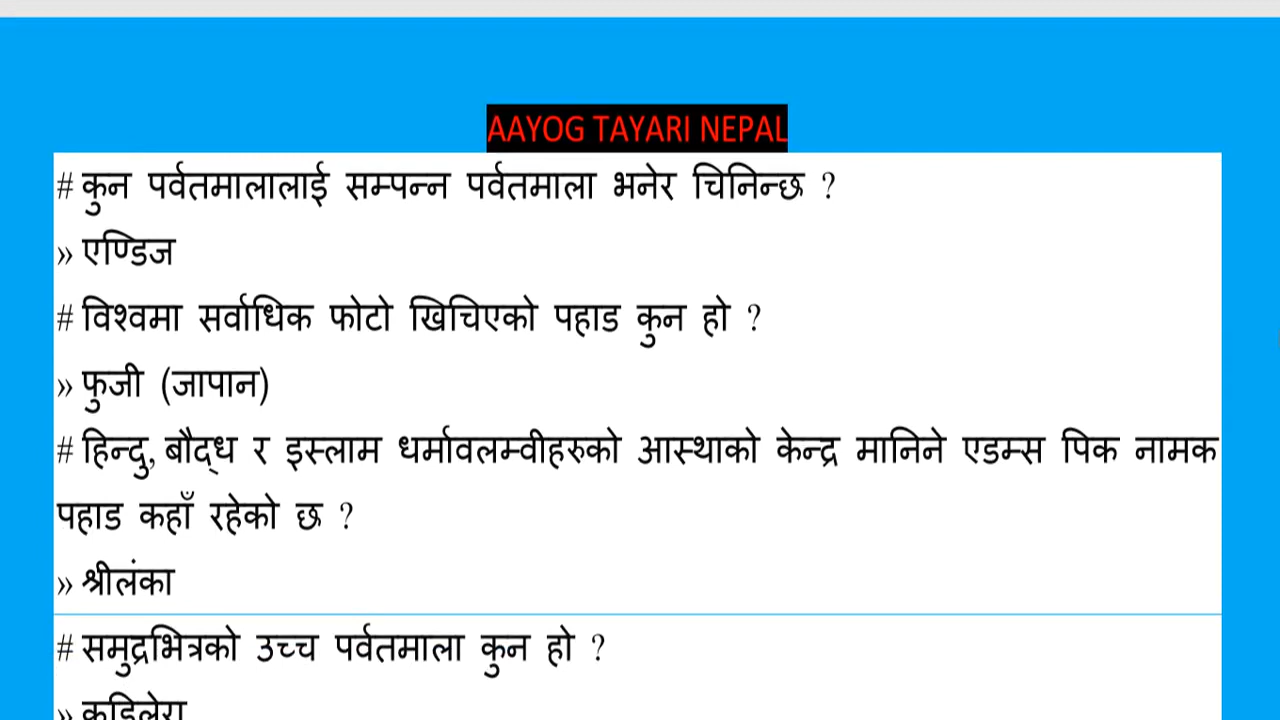 AAYOG TAYARI NEPAL
# कुन पर्वतमालालाई सम्पन्न पर्वतमाला भनेर चिनिन्छ ?
» एण्डिज
# विश्वमा सर्वाधिक फोटो खिचिएको पहाड कुन हो ?
» फुजी (जापान)
# हिन्दु, बौद्ध र इस्लाम धर्मावलम्वीहरुको आस्थाको केन्द्र मानिने एडम्स पिक नामक
पहाड कहाँ रहेको छ ?
» श्रीलंका
# समुद्रभित्रको उच्च पर्वतमाला कुन हो ?
»